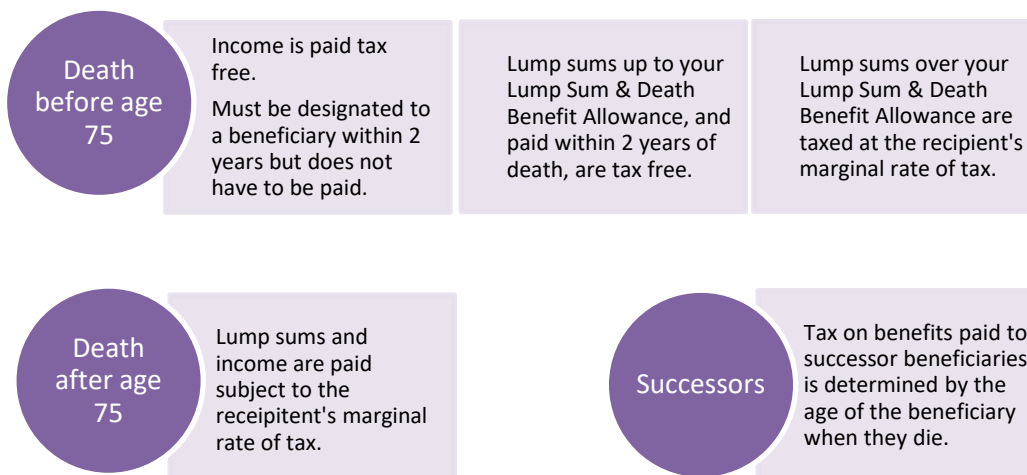 Death
before age
75
Income is paid tax
free.
Must be designated to
a beneficiary within 2
years but does not
have to be paid.
Lump sums up to your
Lump Sum & Death
Benefit Allowance, and
paid within 2 years of
death, are tax free.
Lump sums over your
Lump Sum & Death
Benefit Allowance are
taxed at the recipient's
marginal rate of tax.
Death
after age
75
Lump sums and
income are paid
subject to the
receipitent's marginal
rate of tax.
Successors
Tax on benefits paid to
successor beneficiaries
is determined by the
age of the beneficiary
when they die.